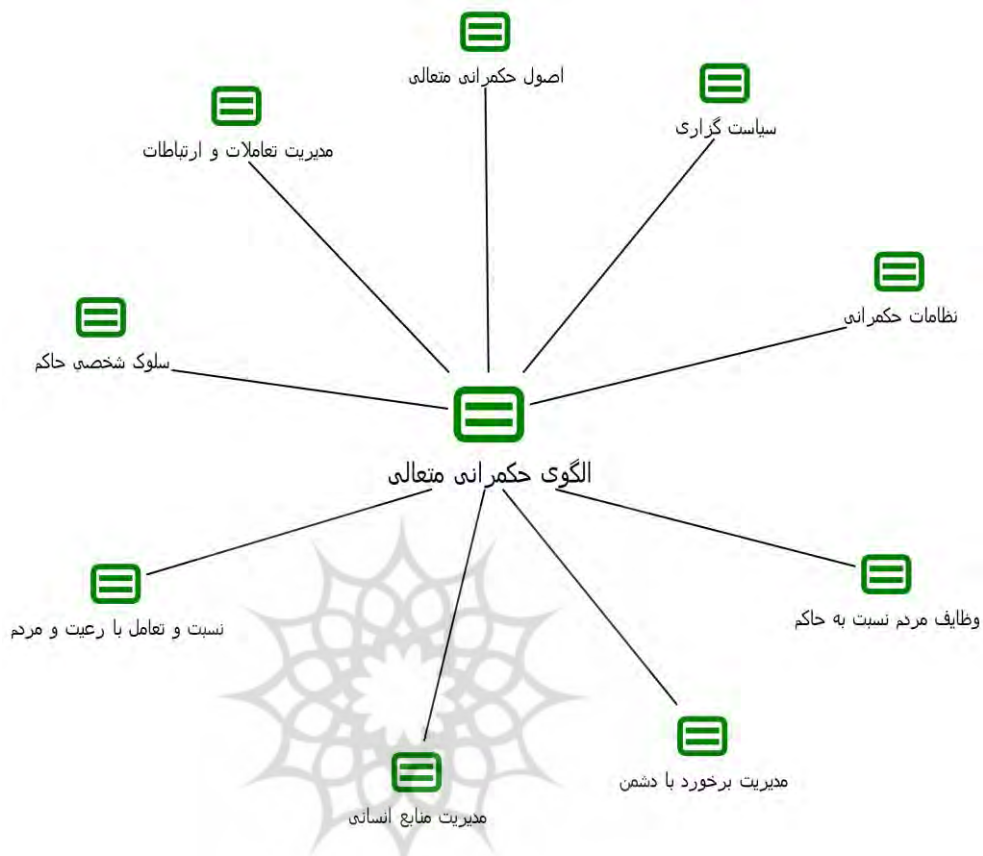 اصول حکمرانی متعالی
سیاست گزاری
مدیریت تعاملات و ارتباطات
نظامات حکمرانی
سلوک شخصی حاکم
الگوی حکمرانی متعالی
وظایف مردم نسبت به حاکم
نسبت و تعامل با رعیت و مردم
مدیریت برخورد با دشمن
مدیریت منابع انسانی